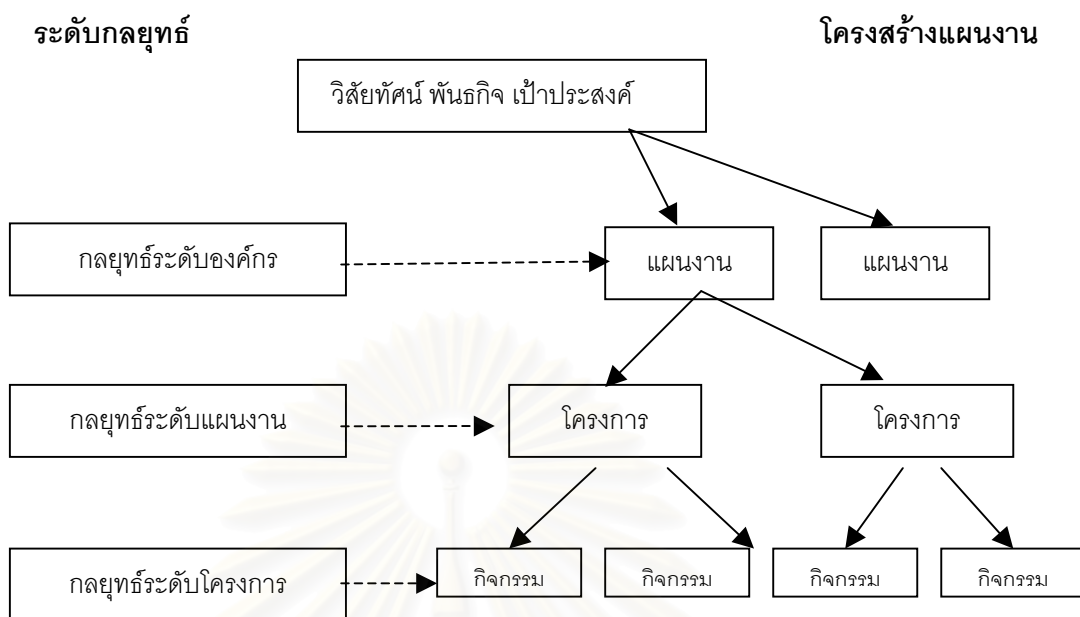 ระดับกลยุทธ์
โครงสร้างแผนงาน
วิสัยทัศน์ พันธกิจ เป้าประสงค์
กลยุทธ์ระดับองค์กร
แผนงาน
แผนงาน
กลยุทธ์ระดับแผนงาน
โครงการ
โครงการ
กลยุทธ์ระดับโครงการ
กิจกรรม
กิจกรรม
กิจกรรม
กิจกรรม